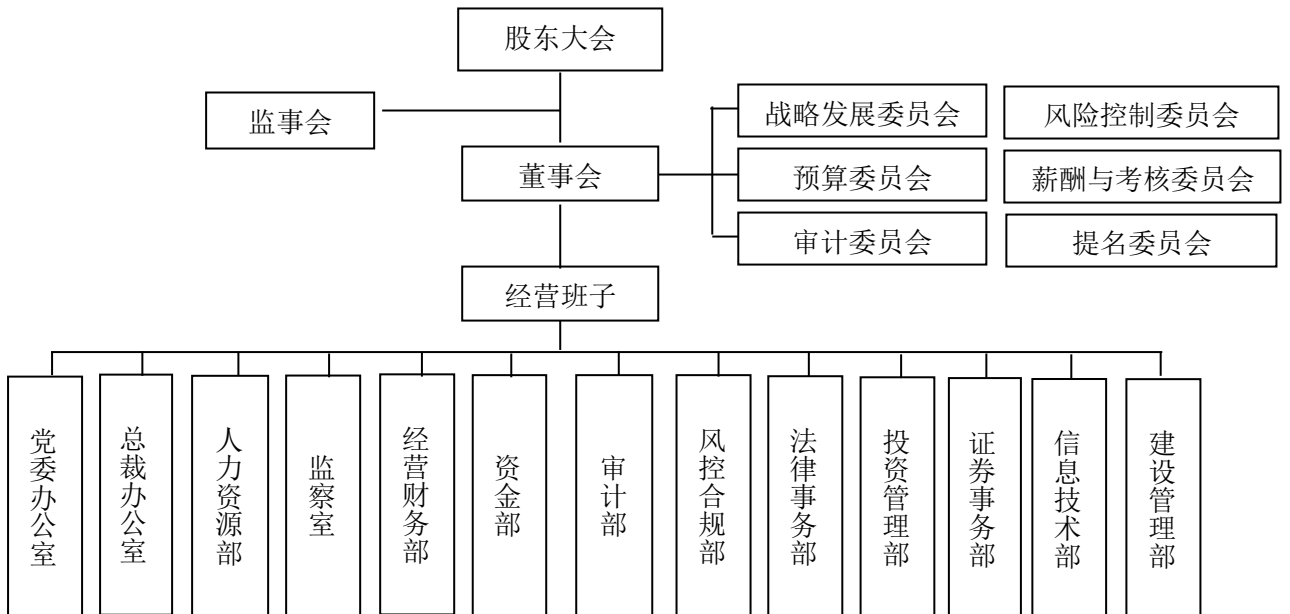 股东大会
监事会
战略发展委员会
风险控制委员会
董事会
预算委员会
薪酬与考核委员会
审计委员会
提名委员会
经营班子
党委办公室
总裁办公室
人力资源部
监察室
经营财务部
资金部
审计部
风控合规部
法律事务部
投资管理部
证券事务部
信息技术部
建设管理部